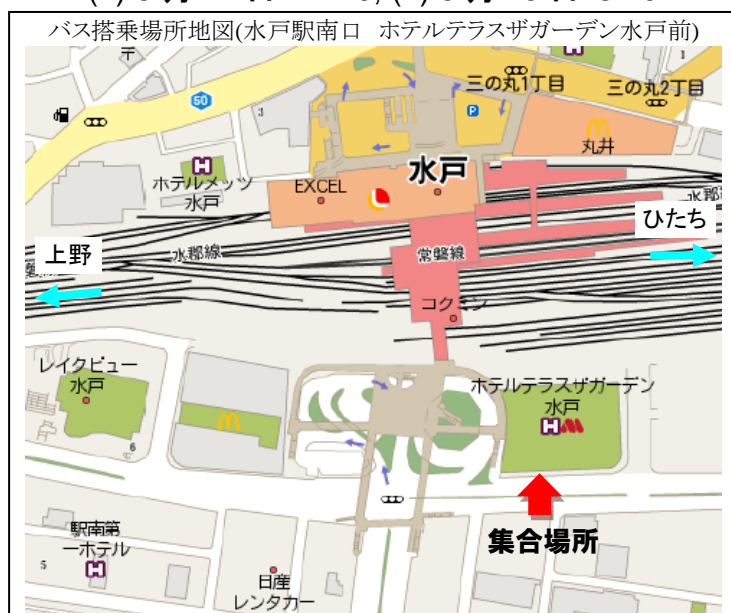 バス搭乗場所地図(水戸駅南口 ホテルテラスザガーデン水戸前)
三の丸1丁目
三の丸2丁目
1
50
3
P
丸井
H
ホテルメッツ
水戸
EXCEL
水戸
水郡
ひたち
上野
水郡線
常磐線
磐線
コクミン
レイクビュー
水戸
ホテルテラスザガーデン
水戸
H
6
集合場所
駅南第
一ホテル
H
5
日産
レンタカー